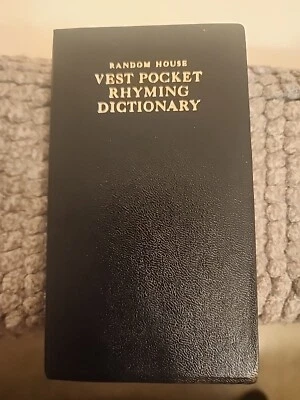 RANDOM HOUSE
VEST POCKET
RHYMING
DICTIONARY